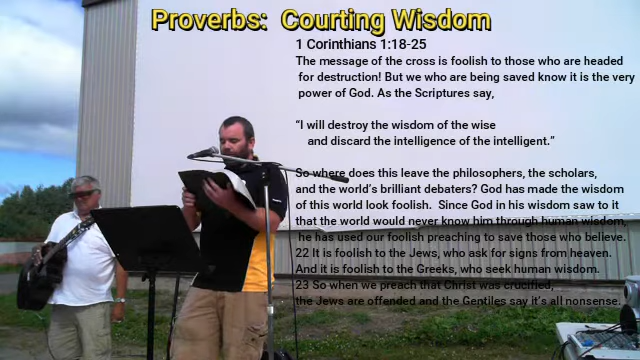 Proverbs:  Courting Wisdom
1 Corinthians 1:18-25
The message of the cross is foolish to those who are headed
for destruction! But we who are being saved know it is the very
power of God. As the Scriptures say,
“I will destroy the wisdom of the wise
and discard the intelligence of the intelligent.”
So where does this leave the philosophers, the scholars,
and the world’s brilliant debaters? God has made the wisdom
of this world look foolish.  Since God in his wisdom saw to it
that the world would never know him through human wisdom,
he has used our foolish preaching to save those who believe.
22 It is foolish to the Jews, who ask for signs from heaven.
And it is foolish to the Greeks, who seek human wisdom.
23 So when we preach that Christ was crucified,
the Jews are offended and the Gentiles say it’s all nonsense.